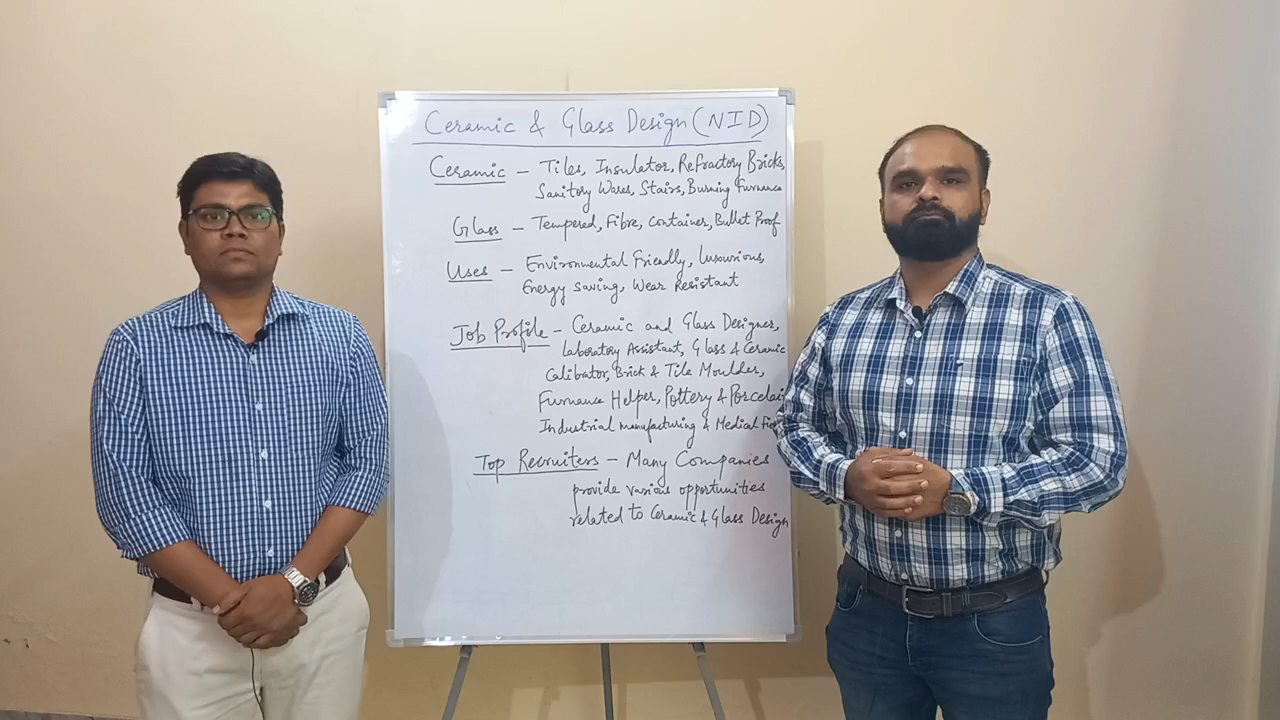 Ceramic & Glass Design (NID)
Ceramic - Tiles, Insulator, Refractory Bricks,
Sanitory Wares, Stairs, Burning Furnance
Glass - Tempered, Fibre, Container, Bullet Proof
Uses - Environmental Friendly, Luxurious,
Energy Saving, Wear Resistant
Job Profile - Ceramic and Glass Designer,
Laboratory Assistant, Glass & Ceramic
Calibrator, Brick & Tile Moulder,
Furnance Helper, Pottery & Porcelai
Industrial manufacturing & Medical
Top Recruiters - Many Companies
provide various opportunities
related to Ceramic & Glass Design